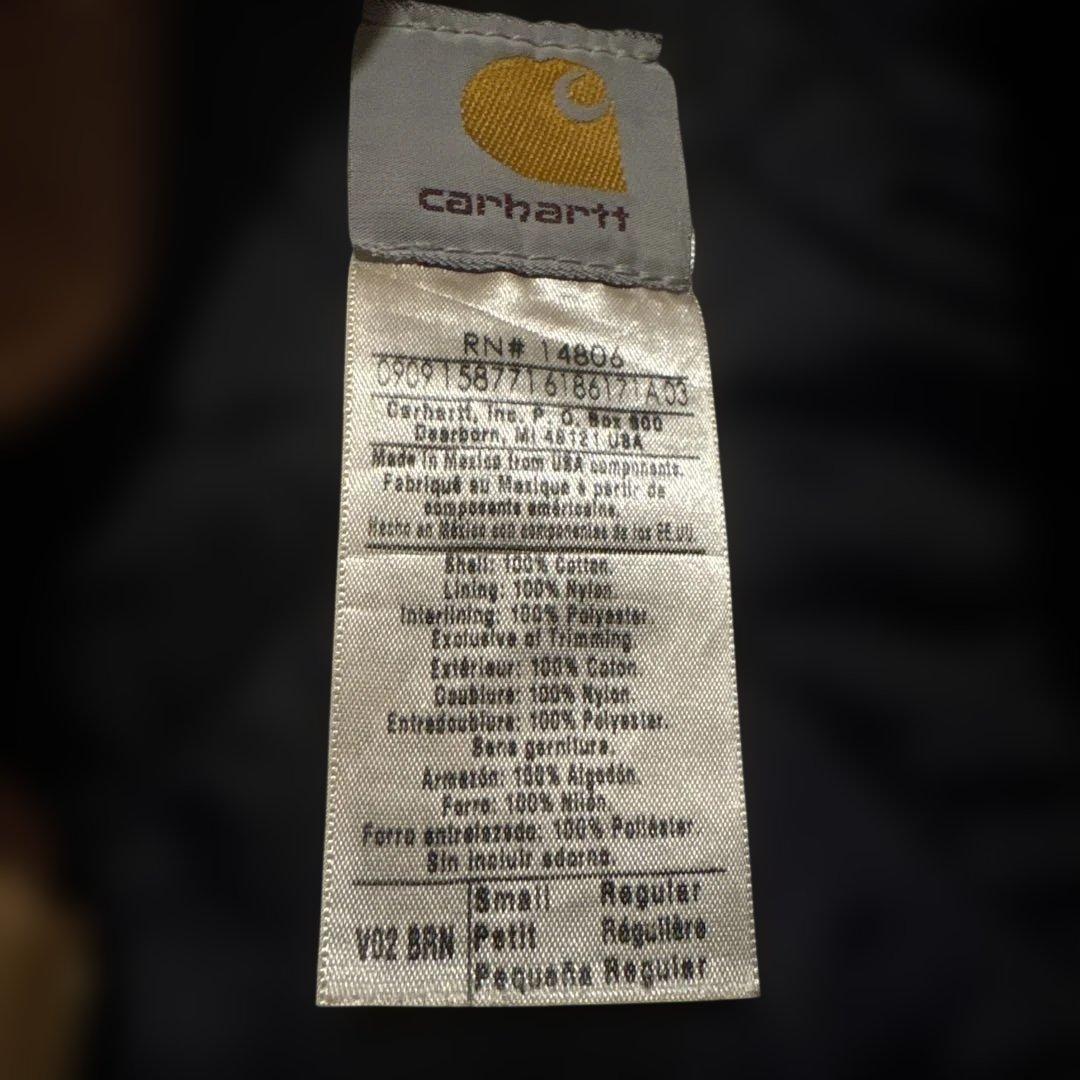 carhartt
RN# 14806
09091587716186171A03
Carhartt, Inc. P. O. Box 600
Dearborn, MI 48121 USA
Made in Mexico from USA components.
Fabriqué au Mexique à partir de
composants américains.
Hecho en México con componentes de los EE.UU.
Shell: 100% Cotton.
Lining: 100% Nylon.
Interlining: 100% Polyester.
Exclusive of Trimming
Extérieur: 100% Coton.
Doublure: 100% Nylon.
Entredoublure: 100% Polyester.
Sans garniture.
Armazón: 100% Algodón.
Forro: 100% Nilón.
Forro entrelazado: 100% Poliéster.
Sin incluir adorno.
V02 BRN
Small Regular
Petit Régulière
Pequeña Regular